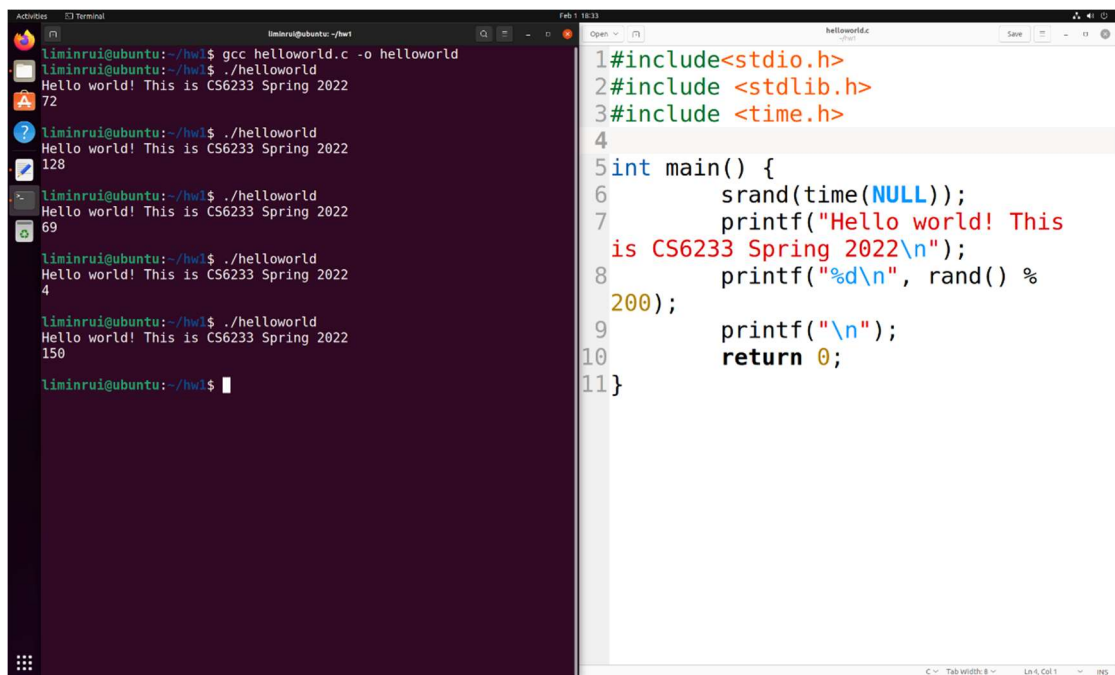 Activities Terminal Feb 1 18:33
liminrui@ubuntu: ~/hw1
liminrui@ubuntu:~/hw1$ gcc helloworld.c -o helloworld
liminrui@ubuntu:~/hw1$ ./helloworld
Hello world! This is CS6233 Spring 2022
72
liminrui@ubuntu:~/hw1$ ./helloworld
Hello world! This is CS6233 Spring 2022
128
liminrui@ubuntu:~/hw1$ ./helloworld
Hello world! This is CS6233 Spring 2022
69
liminrui@ubuntu:~/hw1$ ./helloworld
Hello world! This is CS6233 Spring 2022
4
liminrui@ubuntu:~/hw1$ ./helloworld
Hello world! This is CS6233 Spring 2022
150
liminrui@ubuntu:~/hw1$
Open helloworld.c Save
~/hw1
1 #include<stdio.h>
2 #include <stdlib.h>
3 #include <time.h>
4
5 int main() {
6 srand(time(NULL));
7 printf("Hello world! This
is CS6233 Spring 2022\n");
8 printf("%d\n", rand() %
200);
9 printf("\n");
10 return 0;
11 }
C Tab Width: 8 Ln 4, Col 1 INS